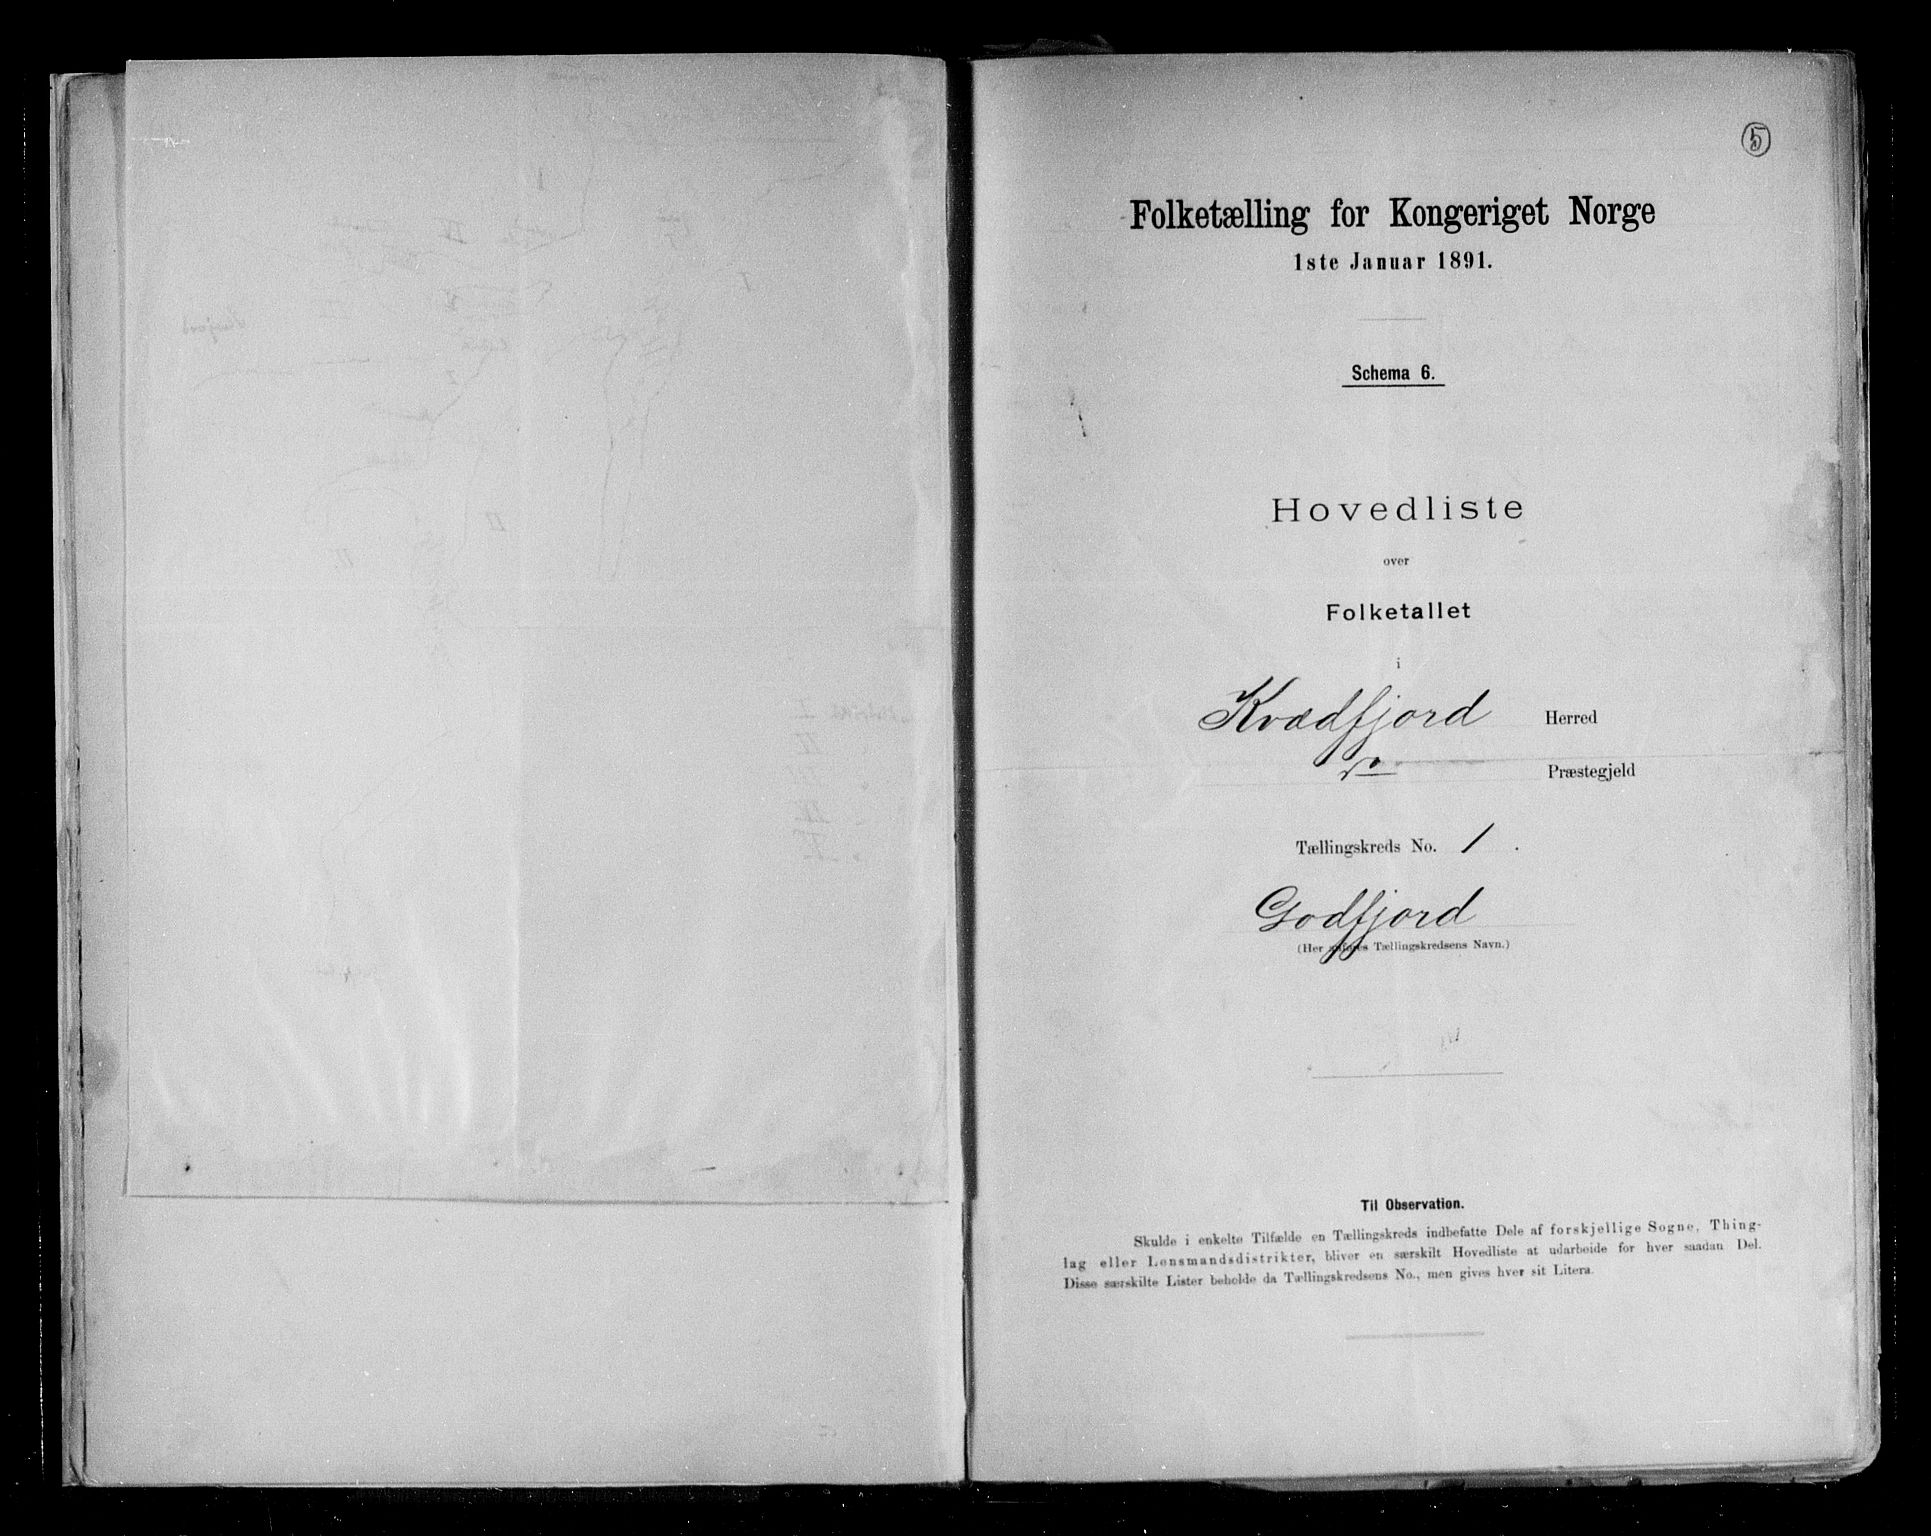 5
Folketælling for Kongeriget Norge
1ste Januar 1891.
Schema 6.
Hovedliste
over
Folketallet
i
Kvædfjord Herred
do Præstegjeld
Tællingskreds No. 1.
Godfjord
(Her anføres Tællingskredsens Navn.)
Til Observation.
Skulde i enkelte Tilfælde en Tællingskreds indbefatte Dele af forskjellige Sogne, Thing-
lag eller Lensmandsdistrikter, bliver en særskilt Hovedliste at udarbeide for hver saadan Del.
Disse særskilte Lister beholde da Tællingskredsens No., men gives hver sit Litera.